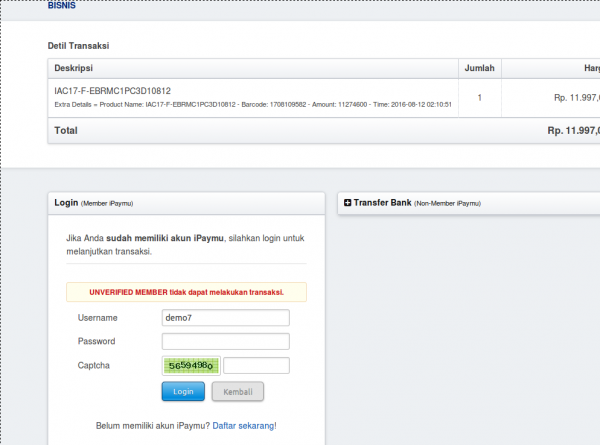 BISNIS
Detil Transaksi
Deskripsi Jumlah Harg
IAC17-F-EBRMC1PC3D10812 1 Rp. 11.997,0
Extra Details = Product Name: IAC17-F-EBRMC1PC3D10812 - Barcode: 1708109582 - Amount: 11274600 - Time: 2016-08-12 02:10:51
Total Rp. 11.997,0
Login (Member iPaymu)
Transfer Bank (Non-Member iPaymu)
Jika Anda sudah memiliki akun iPaymu, silahkan login untuk
melanjutkan transaksi.
UNVERIFIED MEMBER tidak dapat melakukan transaksi.
Username demo7
Password
Captcha 5659498o
Login Kembali
Belum memiliki akun iPaymu? Daftar sekarang!